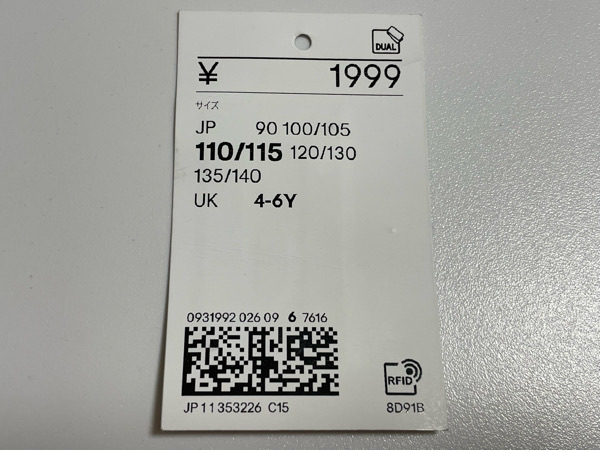 DUAL
¥ 1999
サイズ
JP 90 100/105
110/115 120/130
135/140
UK 4-6Y
0931992 026 09 6 7616
RFID
JP 11 353226 C15 8D91B